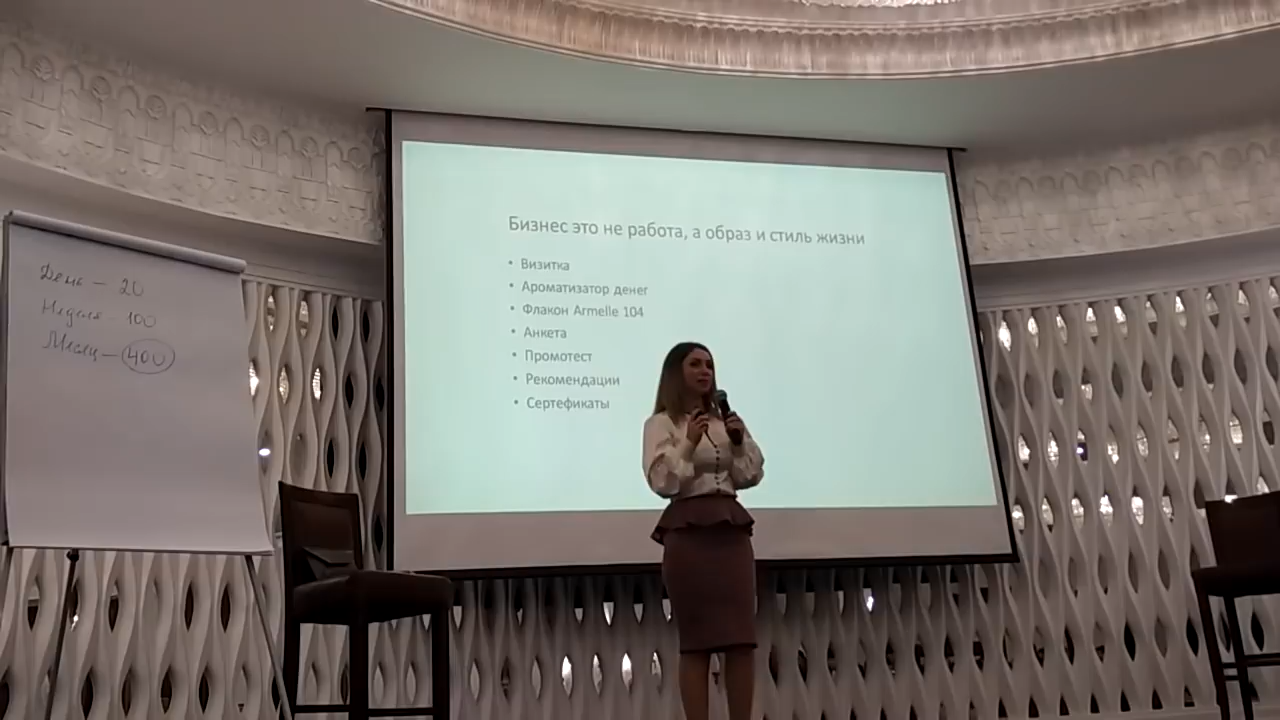 День - 20
Неделя - 100
Месяц - 400
Бизнес это не работа, а образ и стиль жизни
• Визитка
• Ароматизатор денег
• Флакон Armelle 104
• Анкета
• Промотест
• Рекомендации
• Сертефикаты